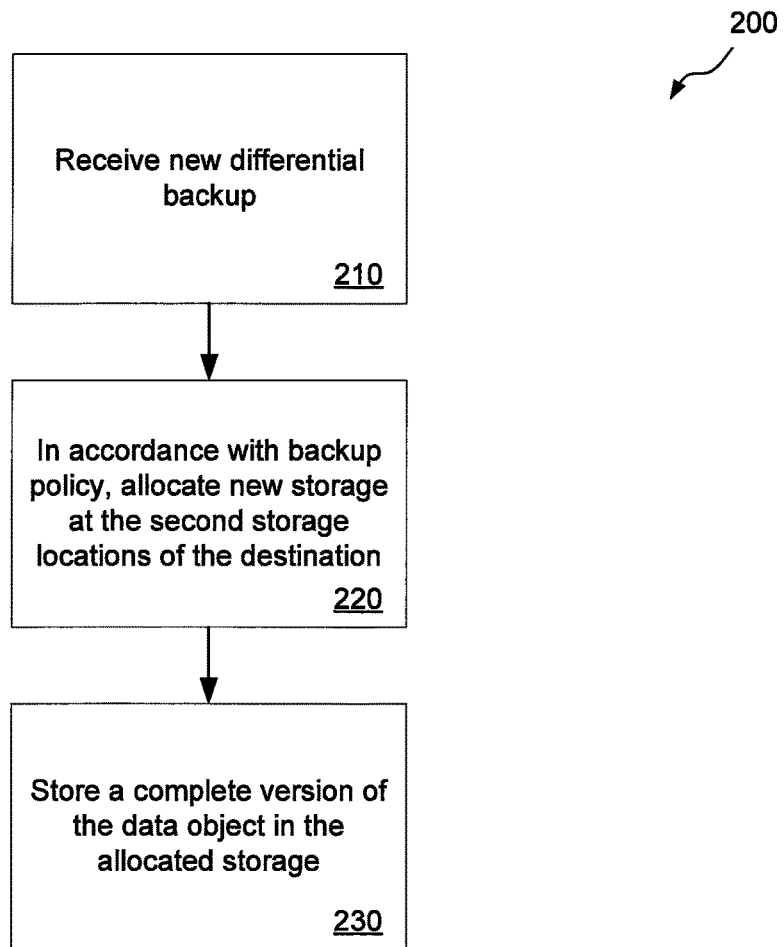 200
Receive new differential
backup
210
In accordance with backup
policy, allocate new storage
at the second storage
locations of the destination
220
Store a complete version of
the data object in the
allocated storage
230